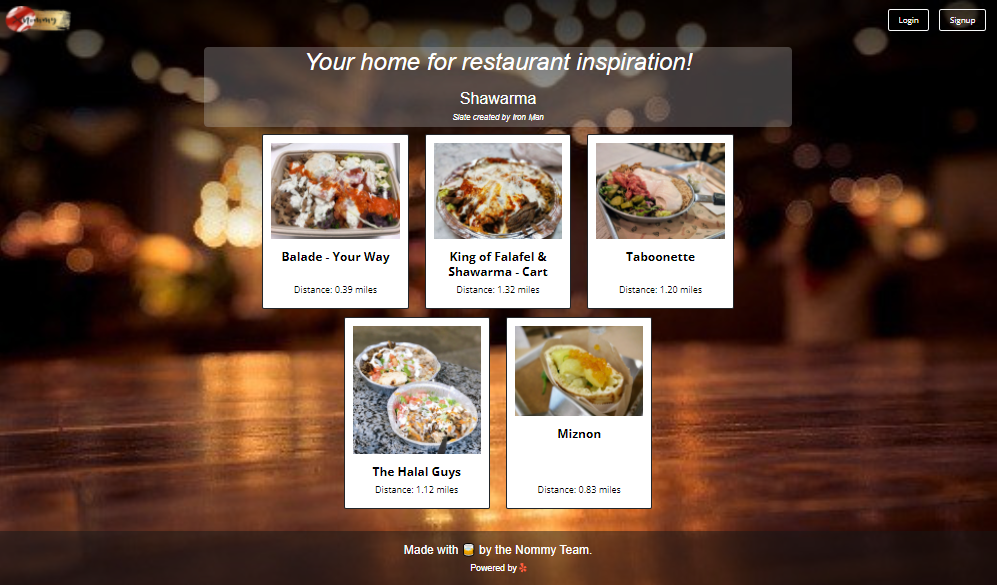 Nommy
Login
Signup
Your home for restaurant inspiration!
Shawarma
Slate created by Iron Man
Balade - Your Way
Distance: 0.39 miles
King of Falafel &
Shawarma - Cart
Distance: 1.32 miles
Taboonette
Distance: 1.20 miles
The Halal Guys
Distance: 1.12 miles
Miznon
Distance: 0.83 miles
Made with 🍺 by the Nommy Team.
Powered by